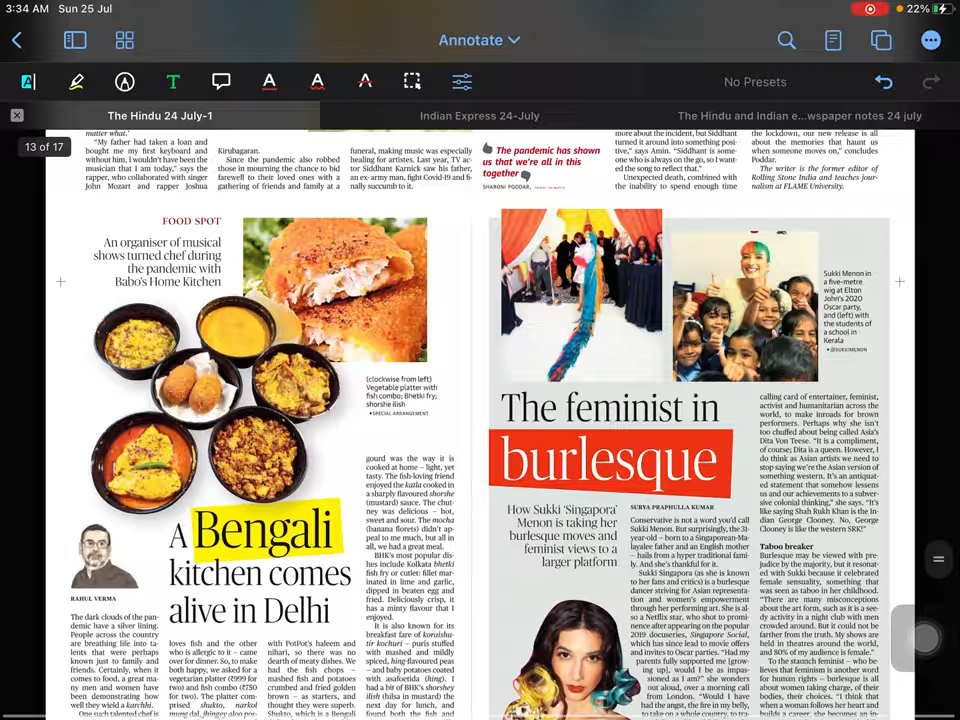 3:34 AM Sun 25 Jul
22%
Annotate
No Presets
The Hindu 24 July-1
Indian Express 24-July
The Hindu and Indian e...wspaper notes 24 july
13 of 17
matter what.'
"My father had taken a loan and
bought me my first keyboard and
without him, I wouldn't have been the
musician that I am today," says the
rapper, who collaborated with singer
John Mozart and rapper Joshua
Kirubagaran.
Since the pandemic also robbed
those in mourning the chance to bid
farewell to their loved ones with a
gathering of friends and family at a
funeral, making music was especially
healing for artistes. Last year, TV ac-
tor Siddhant Karnick saw his father,
an ex-army man, fight Covid-19 and fi-
nally succumb to it.
The pandemic has shown
us that we're all in this
together
SHARONI PODDAR,
more about the incident, but Siddhant
turned it around into something posi-
tive," says Amin. "Siddhant is some-
one who is always on the go, so I want-
ed the song to reflect that."
Unexpected death, combined with
the inability to spend enough time
the lockdown, our new release is all
about the memories that haunt us
when someone moves on," concludes
Poddar.
The writer is the former editor of
Rolling Stone India and teaches jour-
nalism at FLAME University.
FOOD SPOT
An organiser of musical
shows turned chef during
the pandemic with
Babo's Home Kitchen
(clockwise from left)
Vegetable platter with
fish combo; Bhetki fry;
shorshe ilish
•SPECIAL ARRANGEMENT
A Bengali
kitchen comes
alive in Delhi
RAHUL VERMA
The dark clouds of the pan-
demic have a silver lining.
People across the country
are breathing life into ta-
lents that were perhaps
known just to family and
friends. Certainly, when it
comes to food, a great ma-
ny men and women have
been demonstrating how
well they wield a karchhi.
One such talented chef is
loves fish and the other
who is allergic to it — came
over for dinner. So, to make
both happy, we asked for a
vegetarian platter (₹999 for
two) and fish combo (₹750
for two). The platter com-
prised shukto, narkol
mung dal, jhingey aloo pos-
with PotPot's haleem and
nihari, so there was no
dearth of meaty dishes. We
had the fish chops —
mashed fish and potatoes
crumbed and fried golden
brown — as starters, and
thought they were superb.
Shukto, which is a Bengali
gourd was the way it is
cooked at home — light, yet
tasty. The fish-loving friend
enjoyed the katla cooked in
a sharply flavoured shorshe
(mustard) sauce. The chut-
ney was delicious — hot,
sweet and sour. The mocha
(banana florets) didn't ap-
peal to me much, but all in
all, we had a great meal.
BHK's most popular dis-
hes include Kolkata bhetki
fish fry or cutlet: fillet mar-
inated in lime and garlic,
dipped in beaten egg and
fried. Deliciously crisp, it
has a minty flavour that I
enjoyed.
It is also known for its
breakfast fare of koraishu-
tir kochuri — puris stuffed
with mashed and mildly
spiced, hing-flavoured peas
— and baby potatoes coated
with asafoetida (hing). I
had a bit of BHK's shorshey
ilish (hilsa in mustard) the
next day for lunch, and
found both the fish and
Sukki Menon in
a five-metre
wig at Elton
John's 2020
Oscar party,
and (left) with
the students of
a school in
Kerala
•@SUKKIMENON
The feminist in
burlesque
How Sukki 'Singapora'
Menon is taking her
burlesque moves and
feminist views to a
larger platform
SURYA PRAPHULLA KUMAR
Conservative is not a word you'd call
Sukki Menon. But surprisingly, the 31-
year-old — born to a Singaporean-Ma-
layalee father and an English mother
— hails from a hyper traditional fami-
ly. And she's thankful for it.
Sukki Singapora (as she is known
to her fans and critics) is a burlesque
dancer striving for Asian representa-
tion and women's empowerment
through her performing art. She is al-
so a Netflix star, who shot to promi-
nence after appearing on the popular
2019 docuseries, Singapore Social,
which has since lead to movie offers
and invites to Oscar parties. "Had my
parents fully supported me [grow-
ing up], would I be as impas-
sioned as I am?" she wonders
out aloud, over a morning call
from London. "Would I have
had the angst, the fire in my belly,
to take on a whole country, to tra-
calling card of entertainer, feminist,
activist and humanitarian across the
world, to make inroads for brown
performers. Perhaps why she isn't
too chuffed about being called Asia's
Dita Von Teese. "It is a compliment,
of course; Dita is a queen. However, I
do think as Asian artists we need to
stop saying we're the Asian version of
something western. It's an antiquat-
ed statement that somehow lessens
us and our achievements to a subver-
sive colonial thinking," she says. "It's
like saying Shah Rukh Khan is the In-
dian George Clooney. No, George
Clooney is like the western SRK!"
Taboo breaker
Burlesque may be viewed with pre-
judice by the majority, but it resonat-
ed with Sukki because it celebrated
female sensuality, something that
was seen as taboo in her childhood.
"There are many misconceptions
about the art form, such as it is a see-
dy activity in a night club with men
crowded around. But it could not be
farther from the truth. My shows are
held in theatres around the world,
and 80% of my audience is female."
To the staunch feminist — who be-
lieves that feminism is another word
for human rights — burlesque is all
about women taking charge, of their
bodies, their choices. "I think that
when a woman follows her heart and
builds a career, she becomes an in-